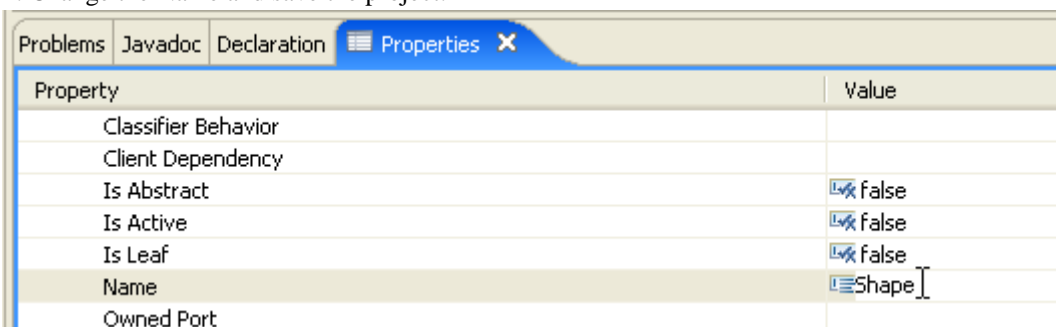 Problems Javadoc Declaration Properties
Property Value
Classifier Behavior
Client Dependency
Is Abstract false
Is Active false
Is Leaf false
Name Shape
Owned Port